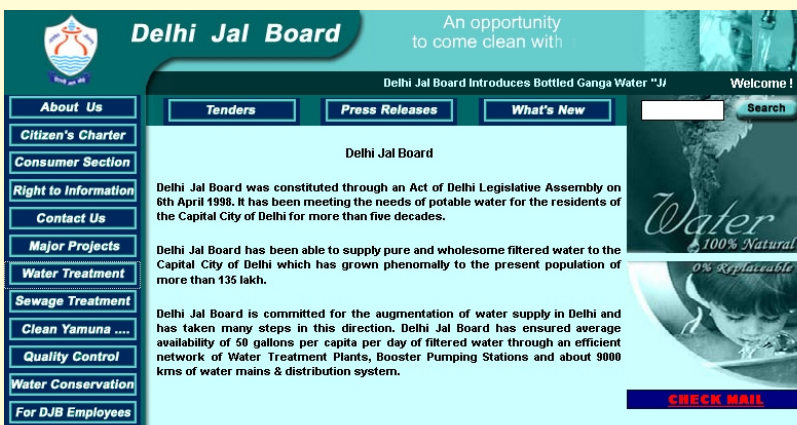 Delhi Jal Board
An opportunity
to come clean with
Delhi Jal Board Introduces Bottled Ganga Water "JA
Welcome !
About Us
Citizen's Charter
Consumer Section
Right to Information
Contact Us
Major Projects
Water Treatment
Sewage Treatment
Clean Yamuna ....
Quality Control
Water Conservation
For DJB Employees
Tenders
Press Releases
What's New
Search
Delhi Jal Board
Delhi Jal Board was constituted through an Act of Delhi Legislative Assembly on
6th April 1998. It has been meeting the needs of potable water for the residents of
the Capital City of Delhi for more than five decades.
Delhi Jal Board has been able to supply pure and wholesome filtered water to the
Capital City of Delhi which has grown phenomally to the present population of
more than 135 lakh.
Delhi Jal Board is committed for the augmentation of water supply in Delhi and
has taken many steps in this direction. Delhi Jal Board has ensured average
availability of 50 gallons per capita per day of filtered water through an efficient
network of Water Treatment Plants, Booster Pumping Stations and about 9000
kms of water mains & distribution system.
Water
100% Natural
0% Replaceable
CHECK MAIL